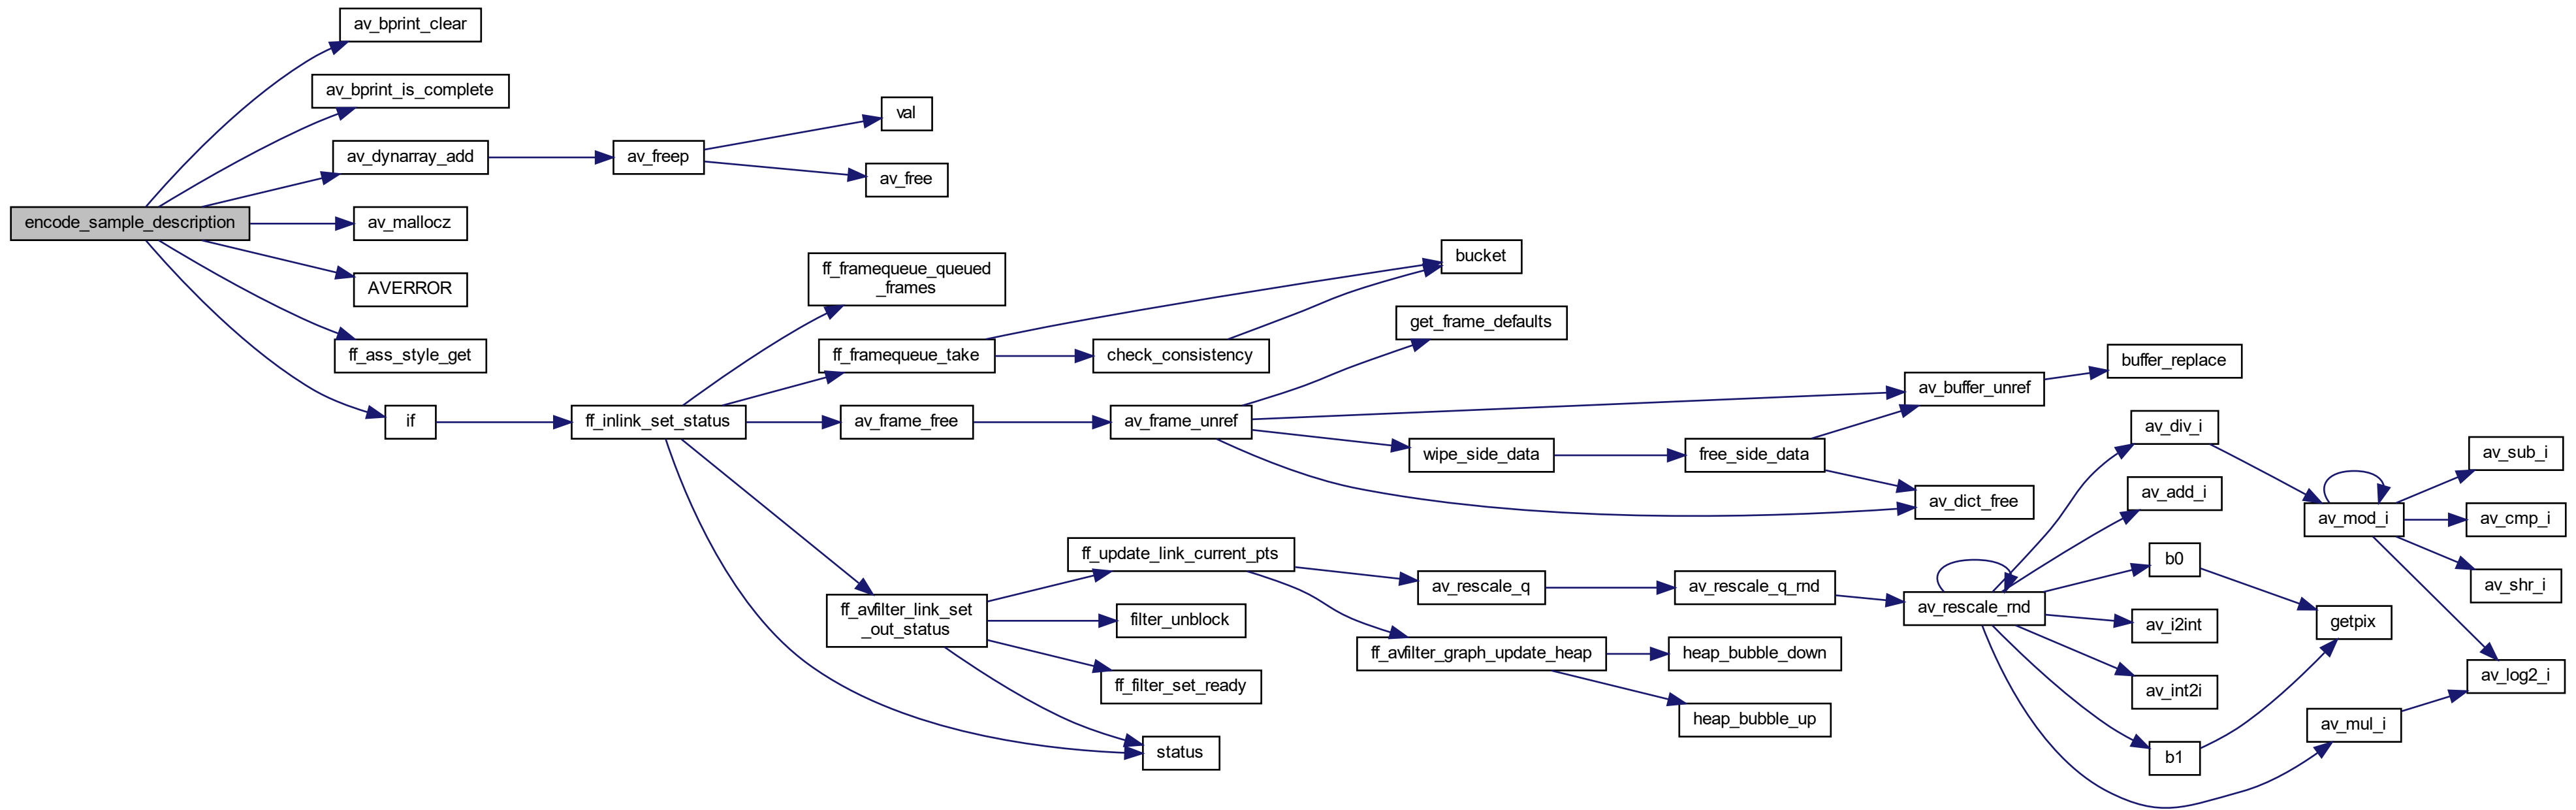 encode_sample_description
av_bprint_clear
av_bprint_is_complete
av_dynarray_add
av_mallocz
AVERROR
ff_ass_style_get
if
av_freep
val
av_free
ff_inlink_set_status
ff_framequeue_queued
_frames
ff_framequeue_take
av_frame_free
ff_avfilter_link_set
_out_status
check_consistency
bucket
av_frame_unref
get_frame_defaults
wipe_side_data
free_side_data
av_buffer_unref
buffer_replace
av_dict_free
ff_update_link_current_pts
filter_unblock
ff_filter_set_ready
status
av_rescale_q
ff_avfilter_graph_update_heap
av_rescale_q_rnd
heap_bubble_down
heap_bubble_up
av_rescale_rnd
av_div_i
av_add_i
b0
av_i2int
av_int2i
b1
av_mod_i
getpix
av_mul_i
av_sub_i
av_cmp_i
av_shr_i
av_log2_i